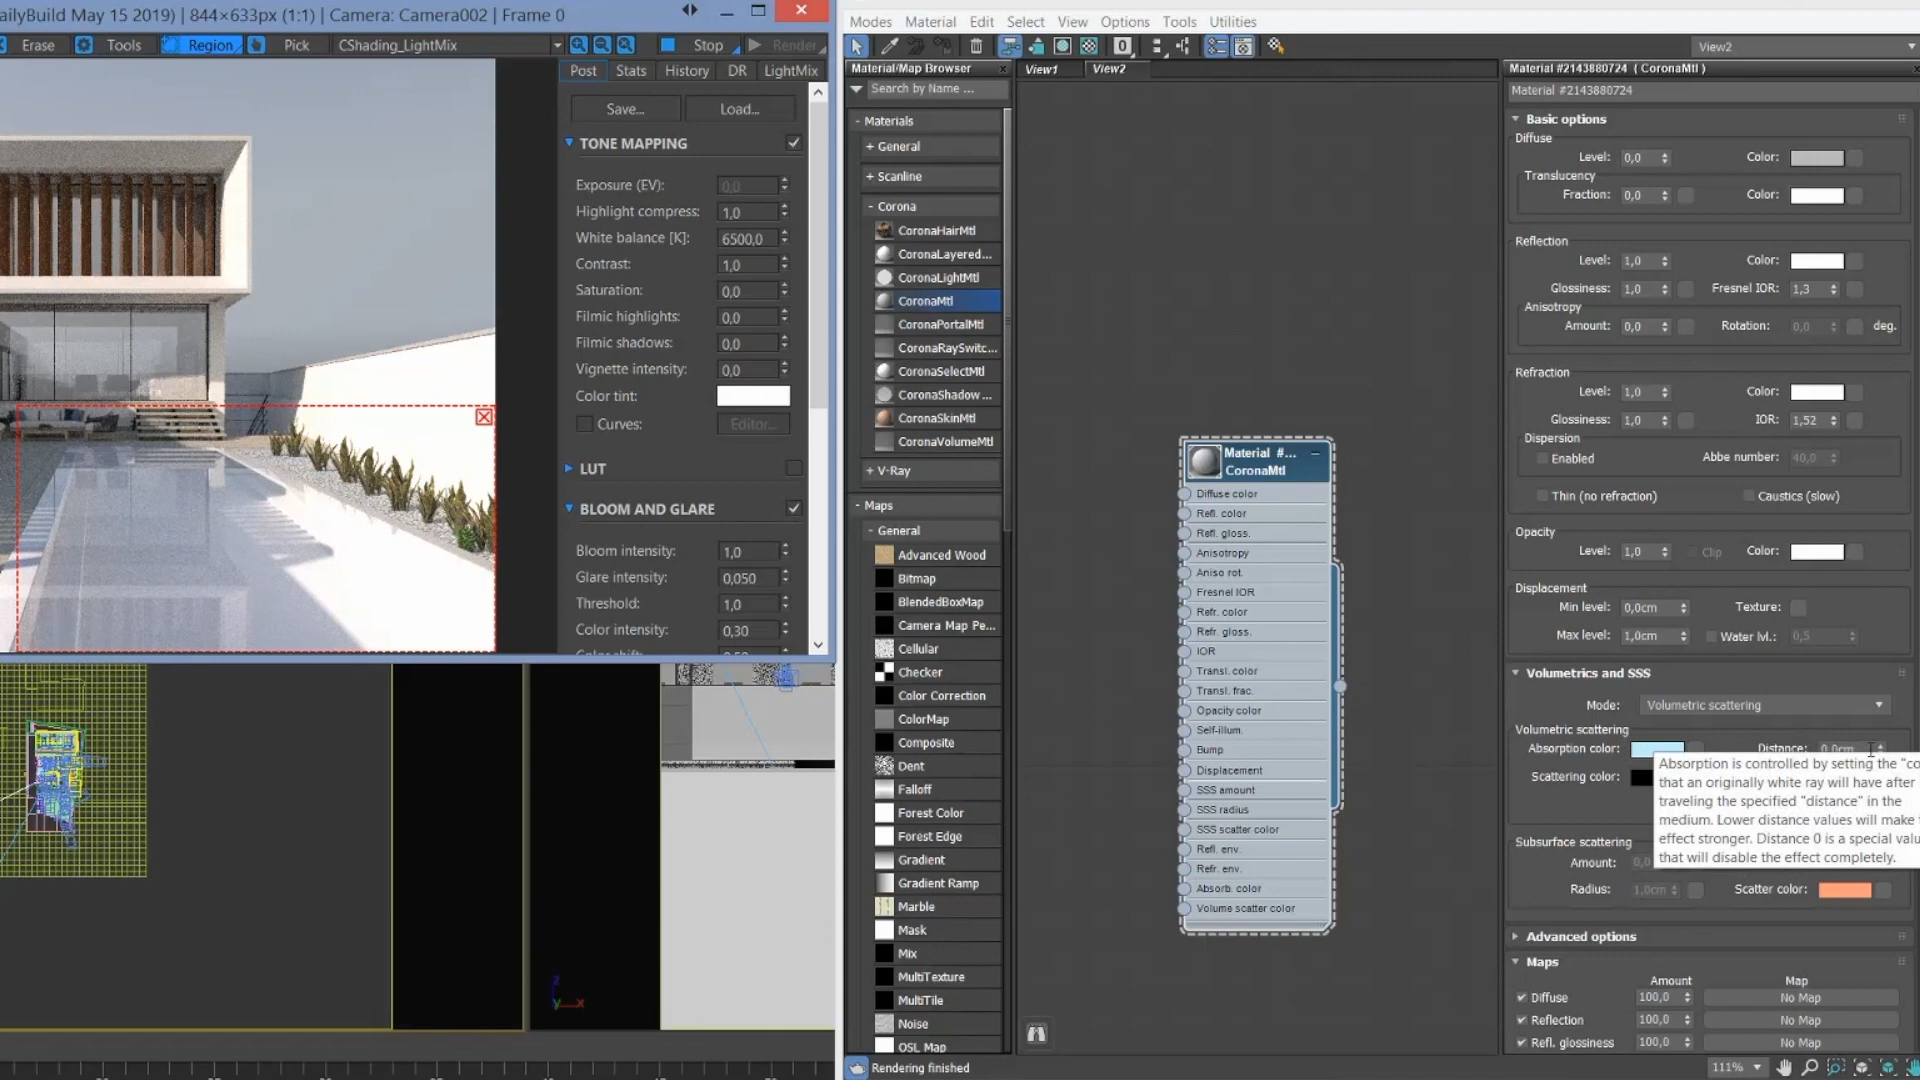 ailyBuild May 15 2019) | 844×633px (1:1) | Camera: Camera002 | Frame 0
Erase Tools Region Pick CShading_LightMix Stop Render
Post Stats History DR LightMix
Save... Load...
TONE MAPPING
Exposure (EV): 0,0
Highlight compress: 1,0
White balance [K]: 6500,0
Contrast: 1,0
Saturation: 0,0
Filmic highlights: 0,0
Filmic shadows: 0,0
Vignette intensity: 0,0
Color tint:
Curves: Editor...
LUT
BLOOM AND GLARE
Bloom intensity: 1,0
Glare intensity: 0,050
Threshold: 1,0
Color intensity: 0,30
z
y x
Modes Material Edit Select View Options Tools Utilities
0
View2
Material/Map Browser x
Search by Name ...
- Materials
+ General
+ Scanline
- Corona
CoronaHairMtl
CoronaLayered...
CoronaLightMtl
CoronaMtl
CoronaPortalMtl
CoronaRaySwitc...
CoronaSelectMtl
CoronaShadow ...
CoronaSkinMtl
CoronaVolumeMtl
+ V-Ray
- Maps
- General
Advanced Wood
Bitmap
BlendedBoxMap
Camera Map Pe...
Cellular
Checker
Color Correction
ColorMap
Composite
Dent
Falloff
Forest Color
Forest Edge
Gradient
Gradient Ramp
Marble
Mask
Mix
MultiTexture
MultiTile
Noise
OSL Map
Rendering finished
View1 View2
Material #...
CoronaMtl
Diffuse color
Refl. color
Refl. gloss.
Anisotropy
Aniso rot.
Fresnel IOR
Refr. color
Refr. gloss.
IOR
Transl. color
Transl. frac.
Opacity color
Self-illum.
Bump
Displacement
SSS amount
SSS radius
SSS scatter color
Refl. env.
Refr. env.
Absorb. color
Volume scatter color
Material #2143880724 ( CoronaMtl )
Material #2143880724
Basic options
Diffuse
Level: 0,0 Color:
Translucency
Fraction: 0,0 Color:
Reflection
Level: 1,0 Color:
Glossiness: 1,0 Fresnel IOR: 1,3
Anisotropy
Amount: 0,0 Rotation: 0,0 deg.
Refraction
Level: 1,0 Color:
Glossiness: 1,0 IOR: 1,52
Dispersion
Enabled Abbe number: 40,0
Thin (no refraction) Caustics (slow)
Opacity
Level: 1,0 Clip Color:
Displacement
Min level: 0,0cm Texture:
Max level: 1,0cm Water lvl.: 0,5
Volumetrics and SSS
Mode: Volumetric scattering
Volumetric scattering
Absorption color: Distance: 0,0cm
Scattering color:
Absorption is controlled by setting the "co
that an originally white ray will have after
traveling the specified "distance" in the
medium. Lower distance values will make
effect stronger. Distance 0 is a special valu
that will disable the effect completely.
Subsurface scattering
Amount: 0,0
Radius: 1,0cm Scatter color:
Advanced options
Maps
Amount Map
Diffuse 100,0 No Map
Reflection 100,0 No Map
Refl. glossiness 100,0 No Map
111%